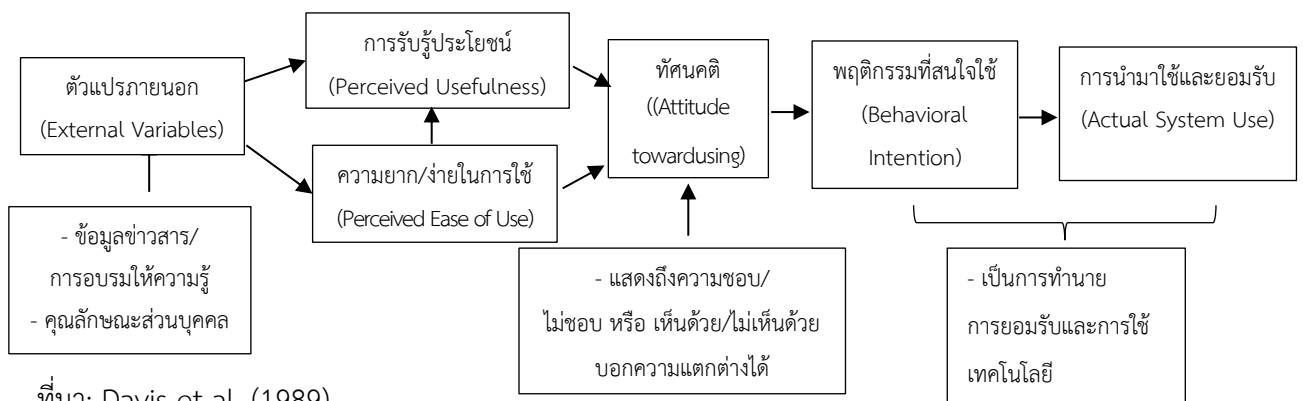 การรับรู้ประโยชน์
(Perceived Usefulness)
ตัวแปรภายนอก
(External Variables)
ความยาก/ง่ายในการใช้
(Perceived Ease of Use)
ทัศนคติ
((Attitude
towardusing)
พฤติกรรมที่สนใจใช้
(Behavioral
Intention)
การนำมาใช้และยอมรับ
(Actual System Use)
- ข้อมูลข่าวสาร/
การอบรมให้ความรู้
- คุณลักษณะส่วนบุคคล
- แสดงถึงความชอบ/
ไม่ชอบ หรือ เห็นด้วย/ไม่เห็นด้วย
บอกความแตกต่างได้
- เป็นการทำนาย
การยอมรับและการใช้
เทคโนโลยี
ที่มา: Davis et al. (1989)